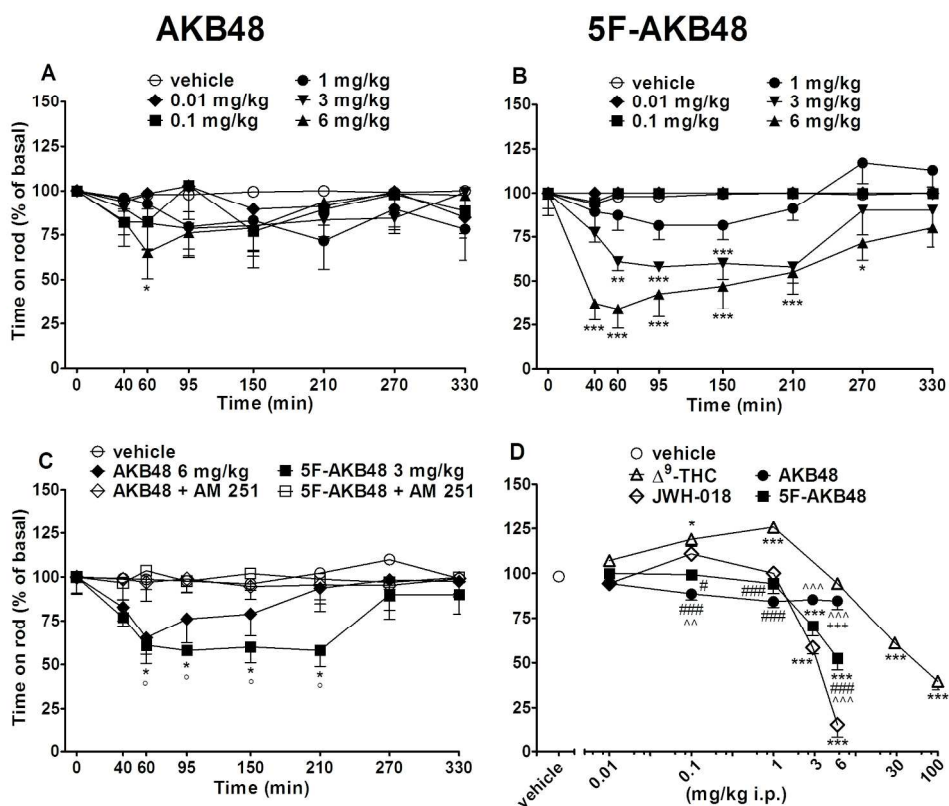 AKB48
5F-AKB48
A
vehicle
0.01 mg/kg
0.1 mg/kg
1 mg/kg
3 mg/kg
6 mg/kg
Time on rod (% of basal)
150
125
100
75
50
25
0
*
0 40 60 95 150 210 270 330
Time (min)
B
vehicle
0.01 mg/kg
0.1 mg/kg
1 mg/kg
3 mg/kg
6 mg/kg
150
125
100
75
50
25
0
** *** ***
*** *** *** *** *** *
0 40 60 95 150 210 270 330
Time (min)
C
vehicle
AKB48 6 mg/kg
AKB48 + AM 251
5F-AKB48 3 mg/kg
5F-AKB48 + AM 251
Time on rod (% of basal)
150
125
100
75
50
25
0
* * * *
° ° ° °
0 40 60 95 150 210 270 330
Time (min)
D
vehicle
Δ⁹-THC
JWH-018
AKB48
5F-AKB48
150
125
100
75
50
25
0
*
***
#
###
^^
###
###
^^^
***
^^^
+++
***
***
###
^^^
***
***
***
vehicle
0.01 0.1 1 3 6 30 100
(mg/kg i.p.)